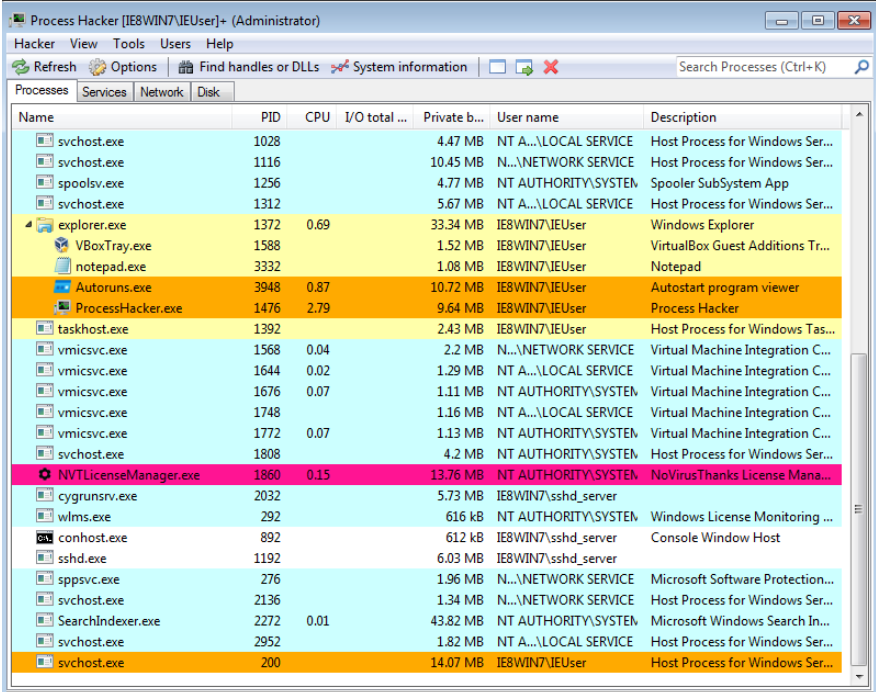 Process Hacker [IE8WIN7\IEUser]+ (Administrator)
Hacker View Tools Users Help
Refresh Options Find handles or DLLs System information Search Processes (Ctrl+K)
Processes Services Network Disk
Name PID CPU I/O total ... Private b... User name Description
svchost.exe 1028 4.47 MB NT A...\LOCAL SERVICE Host Process for Windows Ser...
svchost.exe 1116 10.45 MB N...\NETWORK SERVICE Host Process for Windows Ser...
spoolsv.exe 1256 4.77 MB NT AUTHORITY\SYSTEM Spooler SubSystem App
svchost.exe 1312 5.67 MB NT A...\LOCAL SERVICE Host Process for Windows Ser...
explorer.exe 1372 0.69 33.34 MB IE8WIN7\IEUser Windows Explorer
VBoxTray.exe 1588 1.52 MB IE8WIN7\IEUser VirtualBox Guest Additions Tr...
notepad.exe 3332 1.08 MB IE8WIN7\IEUser Notepad
Autoruns.exe 3948 0.87 10.72 MB IE8WIN7\IEUser Autostart program viewer
ProcessHacker.exe 1476 2.79 9.64 MB IE8WIN7\IEUser Process Hacker
taskhost.exe 1392 2.43 MB IE8WIN7\IEUser Host Process for Windows Tas...
vmicsvc.exe 1568 0.04 2.2 MB N...\NETWORK SERVICE Virtual Machine Integration C...
vmicsvc.exe 1644 0.02 1.29 MB NT A...\LOCAL SERVICE Virtual Machine Integration C...
vmicsvc.exe 1676 0.07 1.11 MB NT AUTHORITY\SYSTEM Virtual Machine Integration C...
vmicsvc.exe 1748 1.16 MB NT A...\LOCAL SERVICE Virtual Machine Integration C...
vmicsvc.exe 1772 0.07 1.13 MB NT AUTHORITY\SYSTEM Virtual Machine Integration C...
svchost.exe 1808 4.2 MB NT AUTHORITY\SYSTEM Host Process for Windows Ser...
NVTLicenseManager.exe 1860 0.15 13.76 MB NT AUTHORITY\SYSTEM NoVirusThanks License Mana...
cygrunsrv.exe 2032 5.73 MB IE8WIN7\sshd_server
wlms.exe 292 616 kB NT AUTHORITY\SYSTEM Windows License Monitoring ...
conhost.exe 892 612 kB IE8WIN7\sshd_server Console Window Host
sshd.exe 1192 6.03 MB IE8WIN7\sshd_server
sppsvc.exe 276 1.96 MB N...\NETWORK SERVICE Microsoft Software Protection...
svchost.exe 2136 1.34 MB N...\NETWORK SERVICE Host Process for Windows Ser...
SearchIndexer.exe 2272 0.01 43.82 MB NT AUTHORITY\SYSTEM Microsoft Windows Search In...
svchost.exe 2952 1.82 MB NT A...\LOCAL SERVICE Host Process for Windows Ser...
svchost.exe 200 14.07 MB IE8WIN7\IEUser Host Process for Windows Ser...